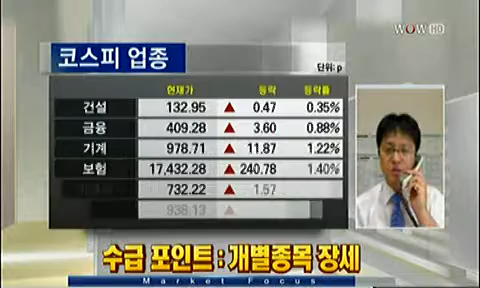 WOW HD
코스피 업종
단위: p
현재가 등락 등락률
건설 132.95 ▲ 0.47 0.35%
금융 409.28 ▲ 3.60 0.88%
기계 978.71 ▲ 11.87 1.22%
보험 17,432.28 ▲ 240.78 1.40%
732.22 ▲ 1.57
938.13 ▲
수급 포인트 : 개별종목 장세
Market Focus